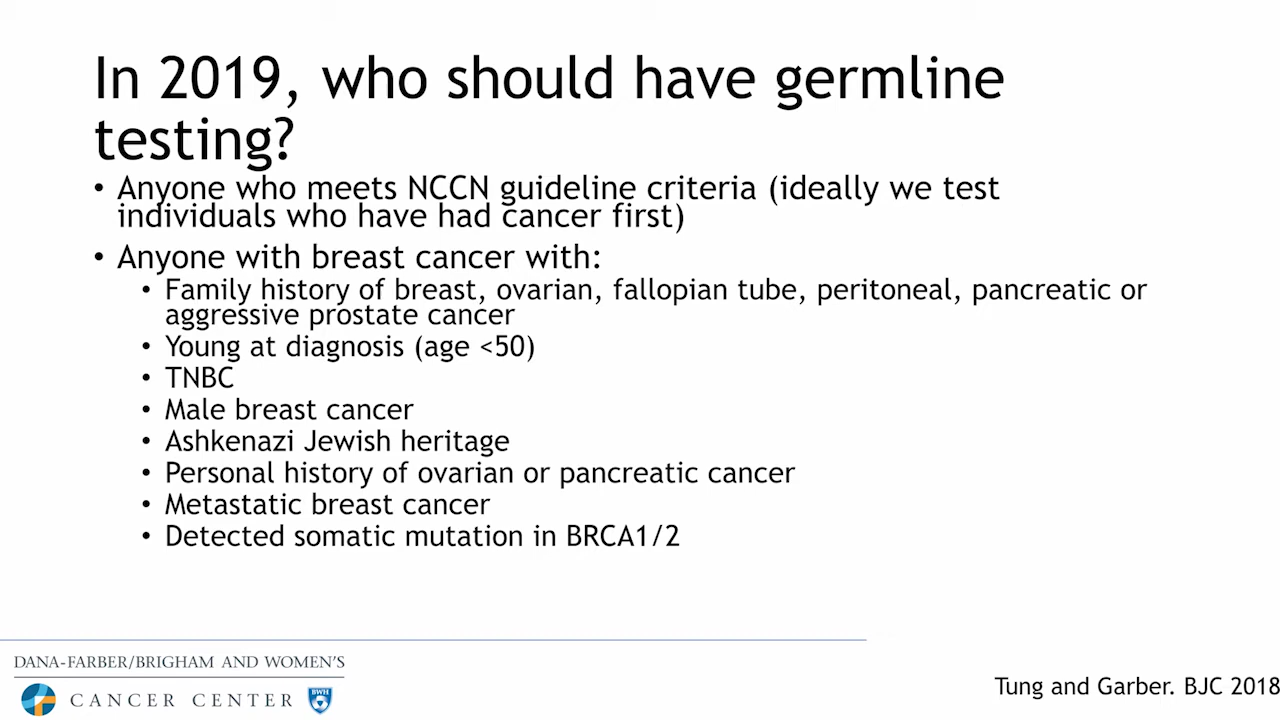 In 2019, who should have germline
testing?
• Anyone who meets NCCN guideline criteria (ideally we test
individuals who have had cancer first)
• Anyone with breast cancer with:
• Family history of breast, ovarian, fallopian tube, peritoneal, pancreatic or
aggressive prostate cancer
• Young at diagnosis (age <50)
• TNBC
• Male breast cancer
• Ashkenazi Jewish heritage
• Personal history of ovarian or pancreatic cancer
• Metastatic breast cancer
• Detected somatic mutation in BRCA1/2
DANA-FARBER/BRIGHAM AND WOMEN'S
CANCER CENTER BWH
Tung and Garber. BJC 2018